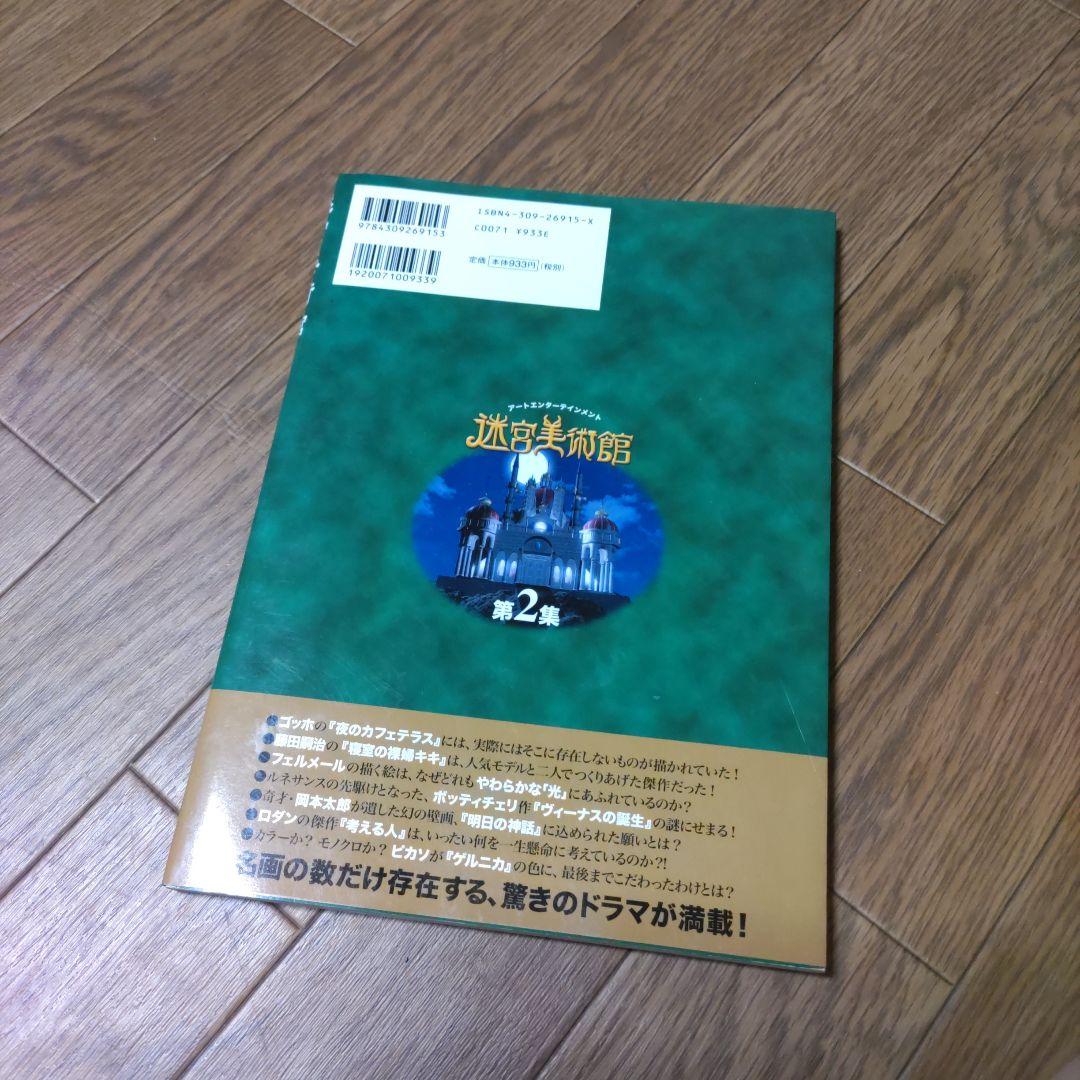 ISBN4-309-26915-X
9784309269153
C0071 ¥933E
定価 本体933円 (税別)
1920071009339
アートエンターテインメント
迷宮美術館
第2集
●ゴッホの『夜のカフェテラス』には、実際にはそこに存在しないものが描かれていた!
●藤田嗣治の『寝室の裸婦キキ』は、人気モデルと二人でつくりあげた傑作だった!
●フェルメールの描く絵は、なぜどれもやわらかな「光」にあふれているのか?
●ルネサンスの先駆けとなった、ボッティチェリ作『ヴィーナスの誕生』の謎にせまる!
●奇才・岡本太郎が遺した幻の壁画、『明日の神話』に込められた願いとは?
●ロダンの傑作『考える人』は、いったい何を一生懸命に考えているのか?!
●カラーか? モノクロか? ピカソが『ゲルニカ』の色に、最後までこだわったわけとは?
名画の数だけ存在する、驚きのドラマが満載!